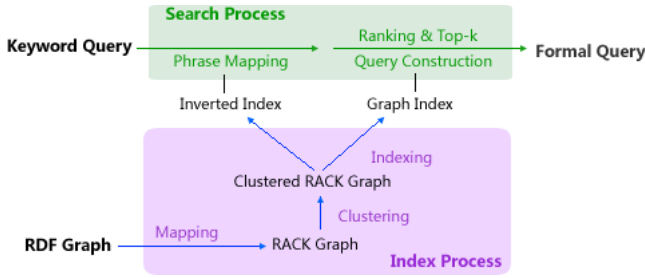 Search Process
Keyword Query
Ranking & Top-k
Formal Query
Phrase Mapping
Query Construction
Inverted Index
Graph Index
Indexing
Clustered RACK Graph
Clustering
Mapping
RDF Graph
RACK Graph
Index Process